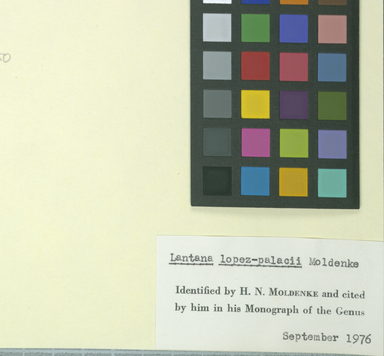 Lantana lopez-palacii Moldenke
Identified by H. N. MOLDENKE and cited
by him in his Monograph of the Genus
September 1976